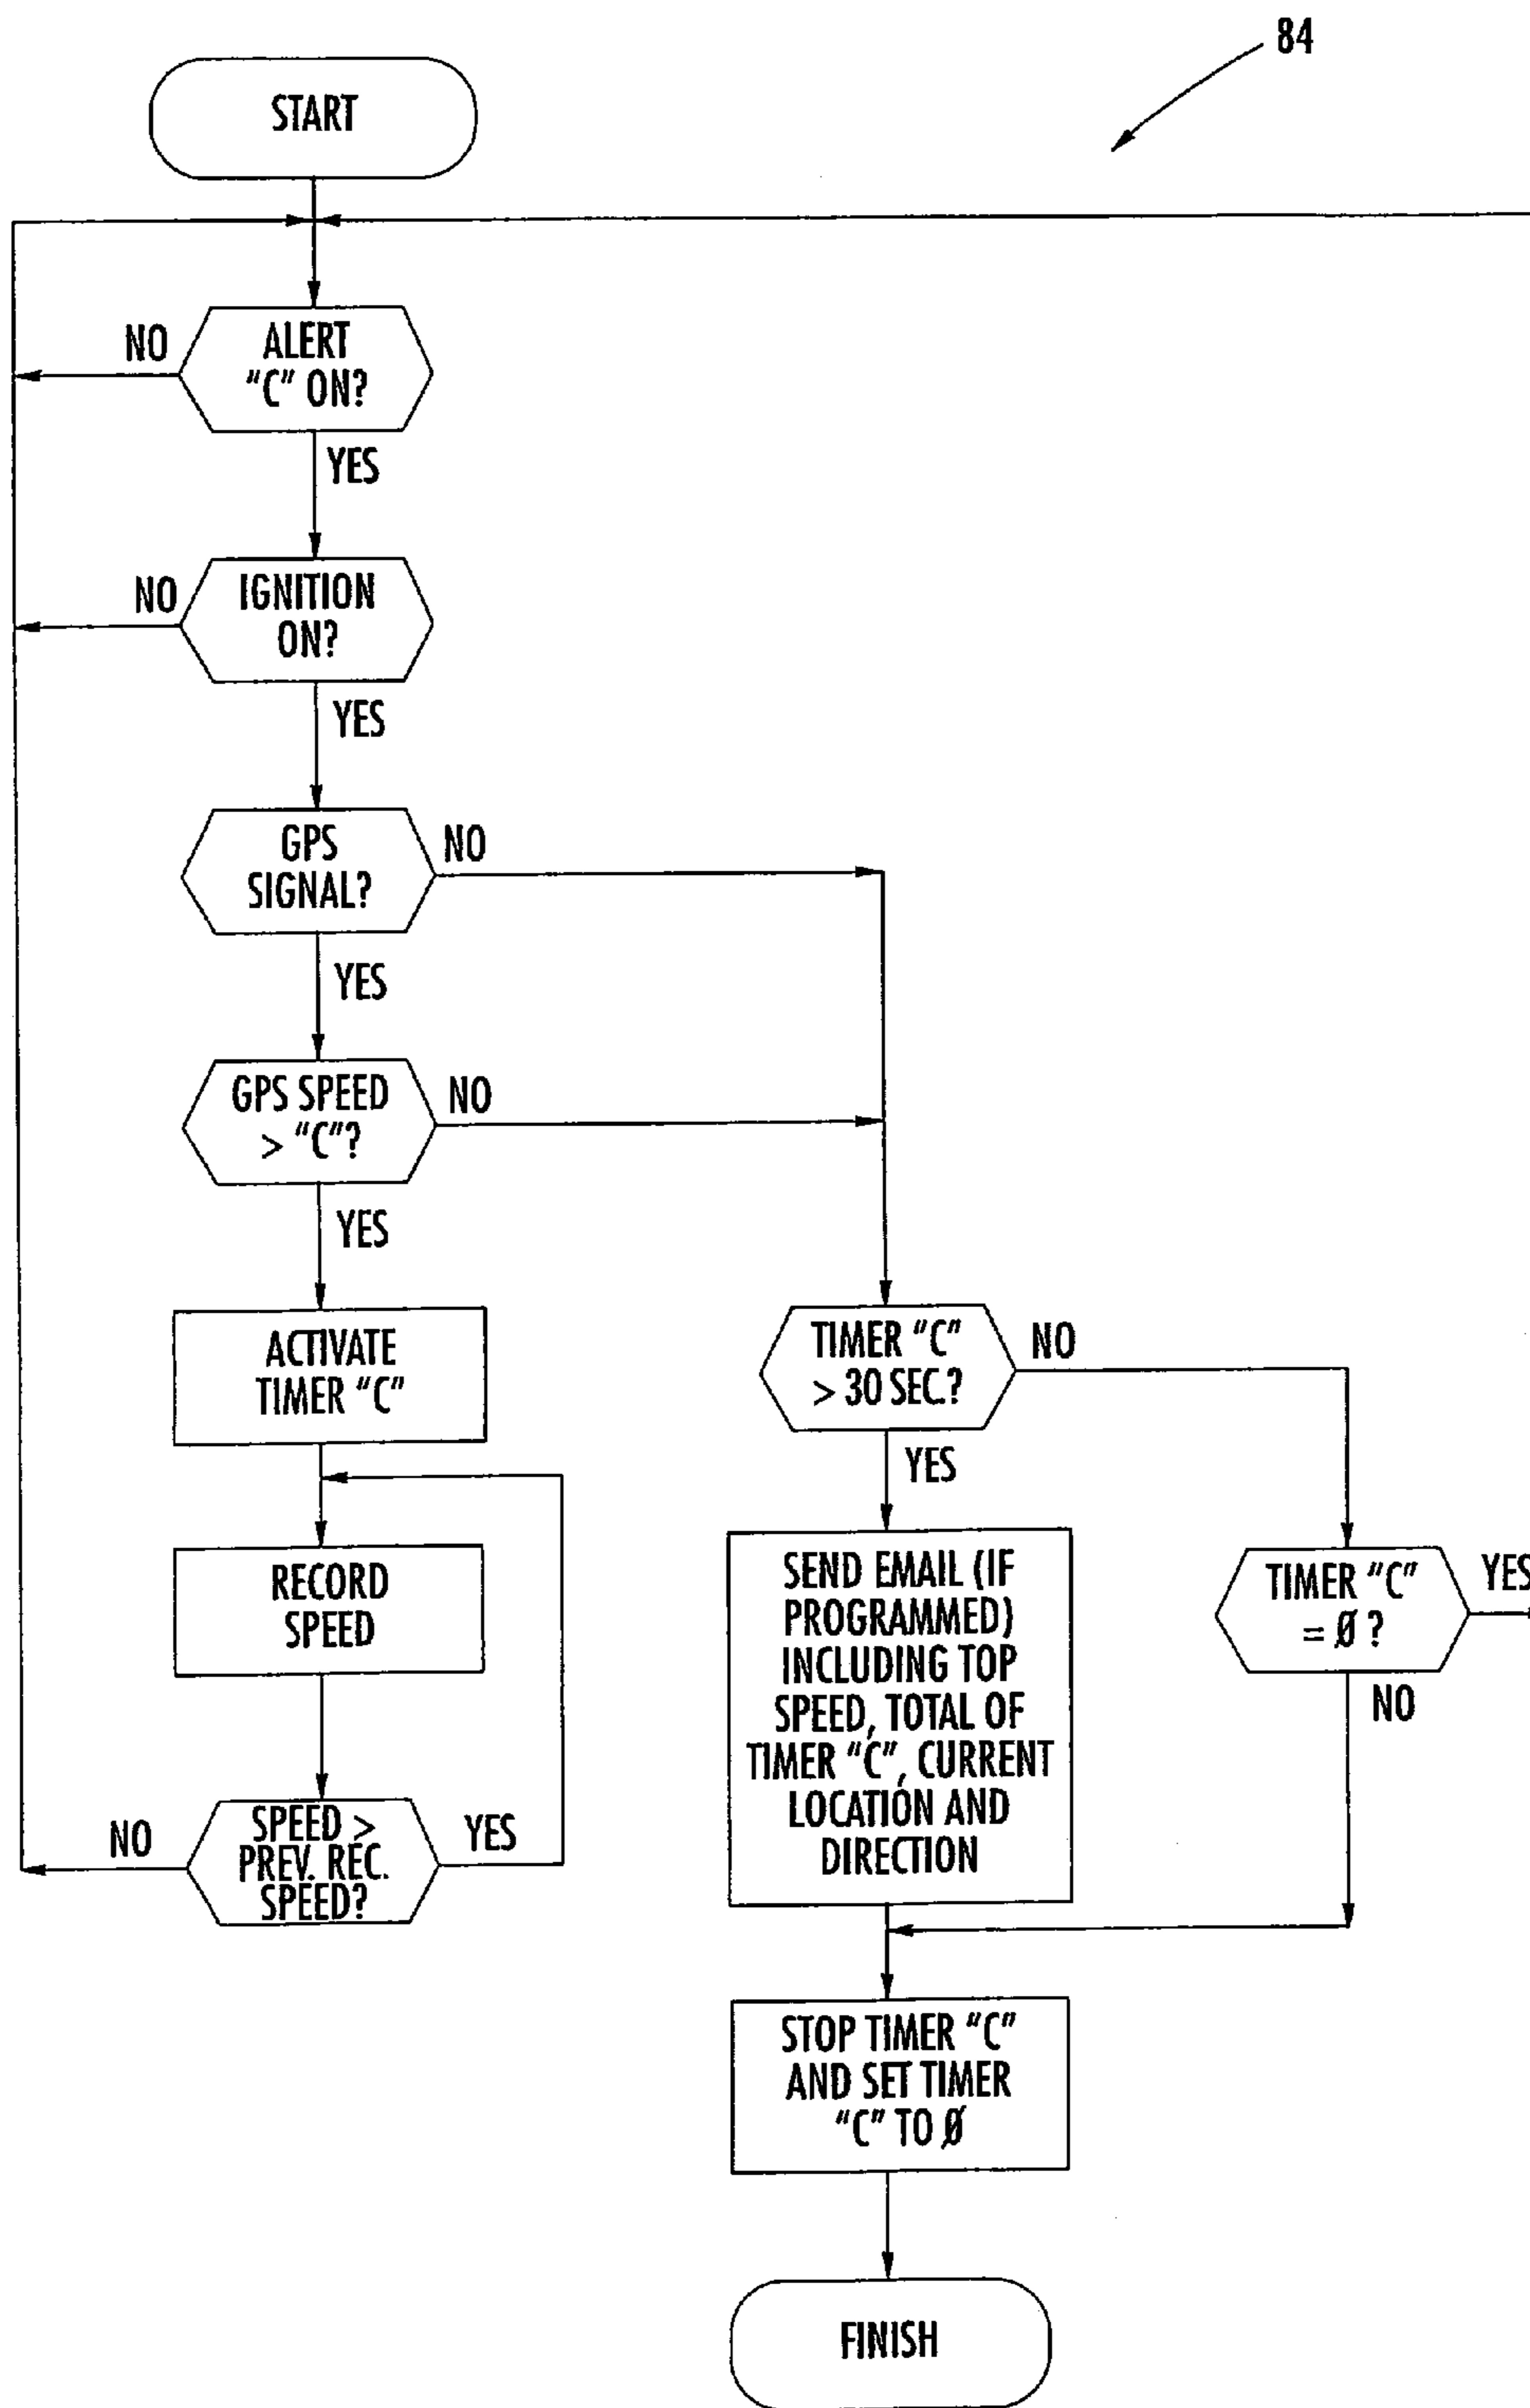 84
START
ALERT
"C" ON?
NO
YES
IGNITION
ON?
NO
YES
GPS
SIGNAL?
NO
YES
GPS SPEED
> "C"?
NO
YES
ACTIVATE
TIMER "C"
RECORD
SPEED
SPEED >
PREV. REC.
SPEED?
NO
YES
TIMER "C"
> 30 SEC.?
NO
YES
SEND EMAIL (IF
PROGRAMMED)
INCLUDING TOP
SPEED, TOTAL OF
TIMER "C", CURRENT
LOCATION AND
DIRECTION
TIMER "C"
= Ø ?
YES
NO
STOP TIMER "C"
AND SET TIMER
"C" TO Ø
FINISH